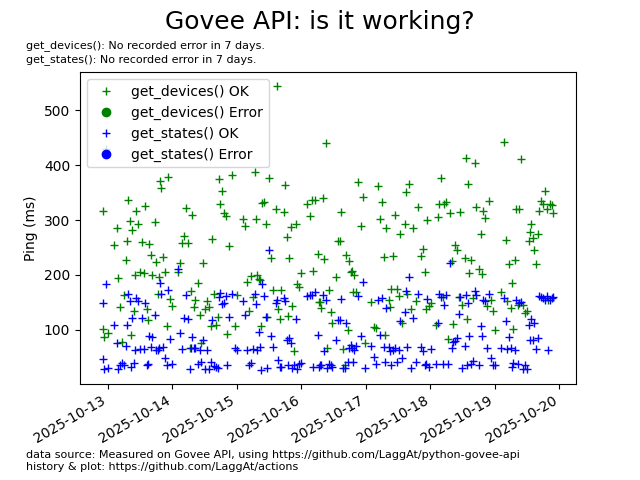 Govee API: is it working?
get_devices(): No recorded error in 7 days.
get_states(): No recorded error in 7 days.
get_devices() OK
get_devices() Error
get_states() OK
get_states() Error
Ping (ms)
500
400
300
200
100
2025-10-13
2025-10-14
2025-10-15
2025-10-16
2025-10-17
2025-10-18
2025-10-19
2025-10-20
data source: Measured on Govee API, using https://github.com/LaggAt/python-govee-api
history & plot: https://github.com/LaggAt/actions